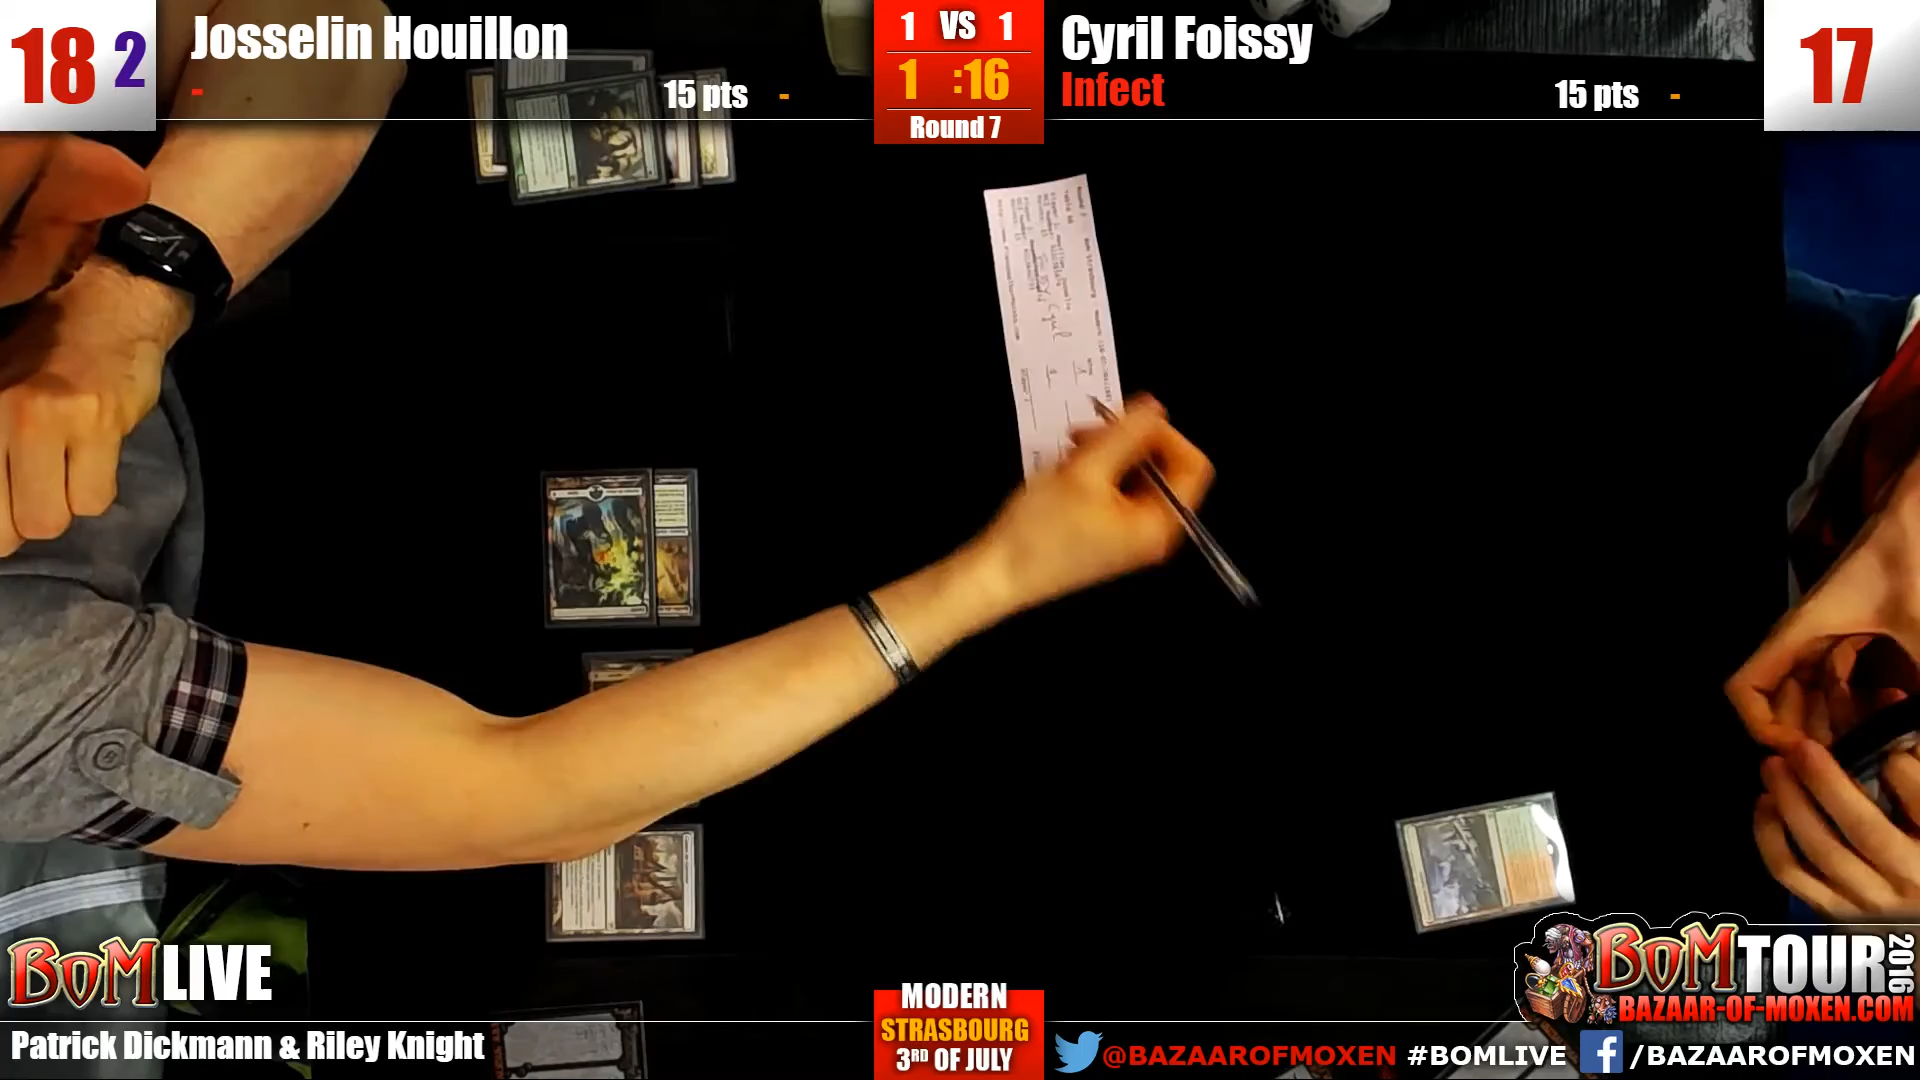 18 2
Josselin Houillon
-
15 pts -
1 VS 1
1 :16
Round 7
Cyril Foissy
Infect
15 pts -
17
Cyril
BOM LIVE
Patrick Dickmann & Riley Knight
MODERN
STRASBOURG
3RD OF JULY
BOM TOUR 2016
BAZAAR-OF-MOXEN.COM
@BAZAAROFMOXEN #BOMLIVE f /BAZAAROFMOXEN